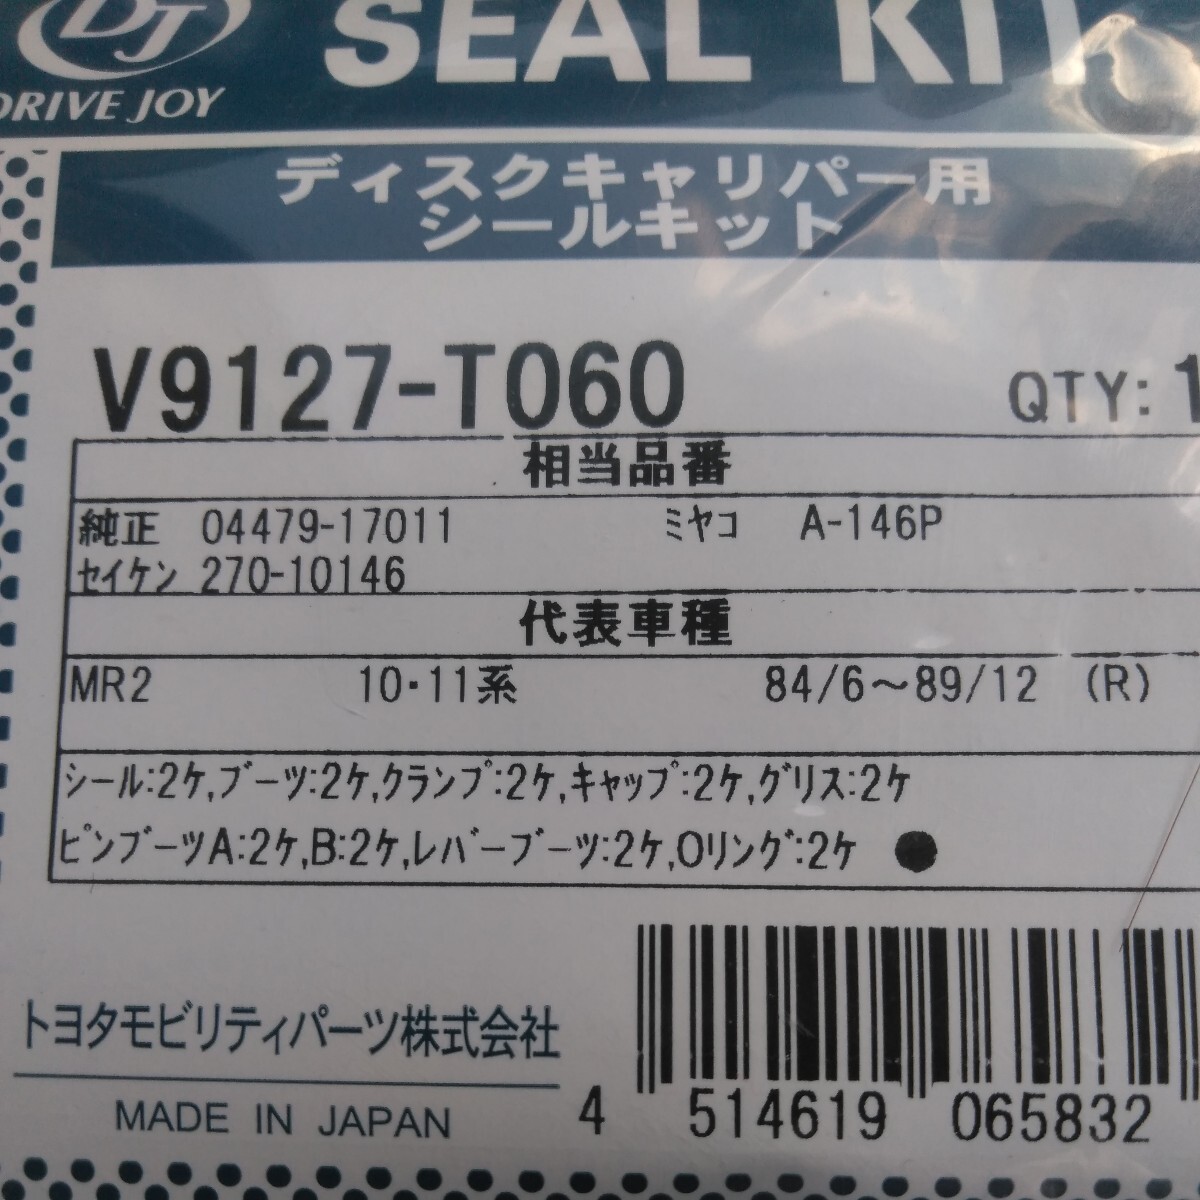 DJ
DRIVE JOY
SEAL KIT
ディスクキャリパー用
シールキット
V9127-T060
QTY: 1
相当品番
純正 04479-17011 ミヤコ A-146P
セイケン 270-10146
代表車種
MR2 10・11系 84/6～89/12 (R)
シール:2ケ,ブーツ:2ケ,クランプ:2ケ,キャップ:2ケ,グリス:2ケ
ピンブーツA:2ケ,B:2ケ,レバーブーツ:2ケ,Oリング:2ケ ●
トヨタモビリティパーツ株式会社
MADE IN JAPAN
4 514619 065832